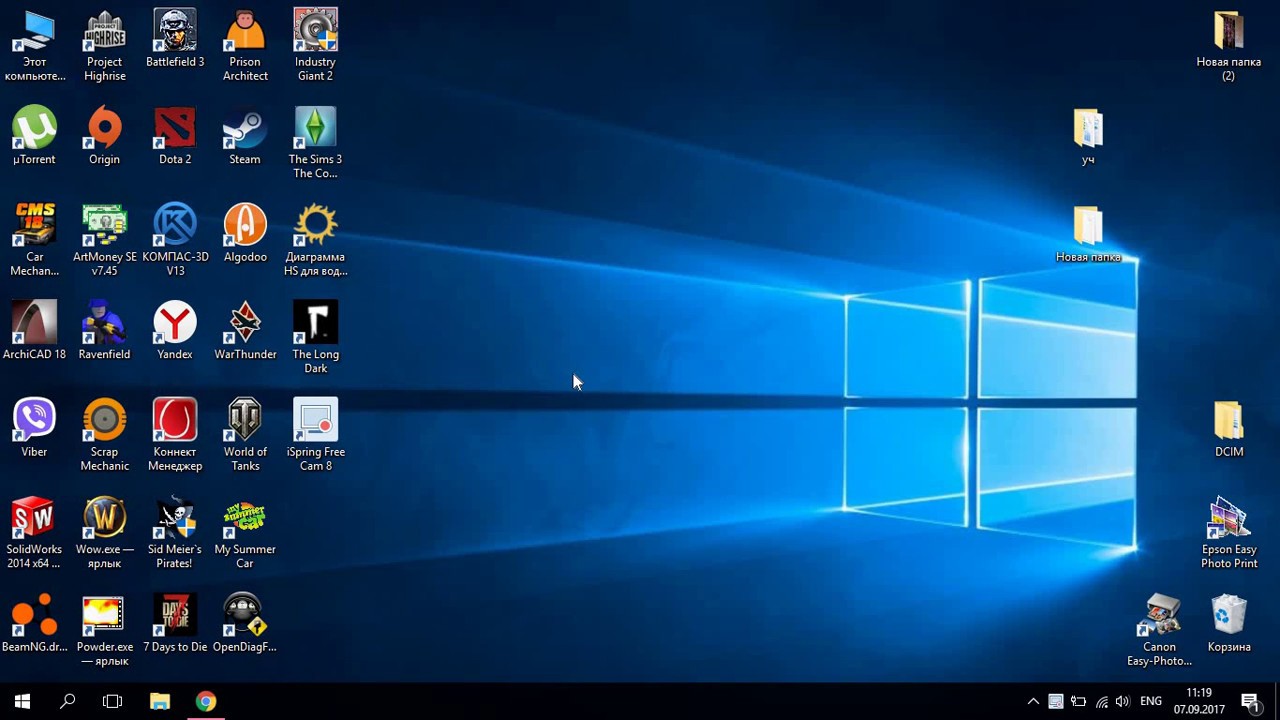 Этот
компьюте...
Project
Highrise
Battlefield 3
Prison
Architect
Industry
Giant 2
Новая папка
(2)
µTorrent
Origin
Dota 2
Steam
The Sims 3
The Co...
уч
CMS
18
Car
Mechan...
ArtMoney SE
v7.45
КОМПАС-3D
V13
Algodoo
Диаграмма
HS для вод...
Новая папка
ArchiCAD 18
Ravenfield
Yandex
WarThunder
The Long
Dark
Viber
Scrap
Mechanic
Коннект
Менеджер
World of
Tanks
iSpring Free
Cam 8
DCIM
SolidWorks
2014 x64 ...
Wow.exe —
ярлык
Sid Meier`s
Pirates!
My Summer
Car
Epson Easy
Photo Print
BeamNG.dr...
Powder.exe
— ярлык
7 Days to Die
OpenDiagF...
Canon
Easy-Photo...
Корзина
ENG
11:19
07.09.2017
1